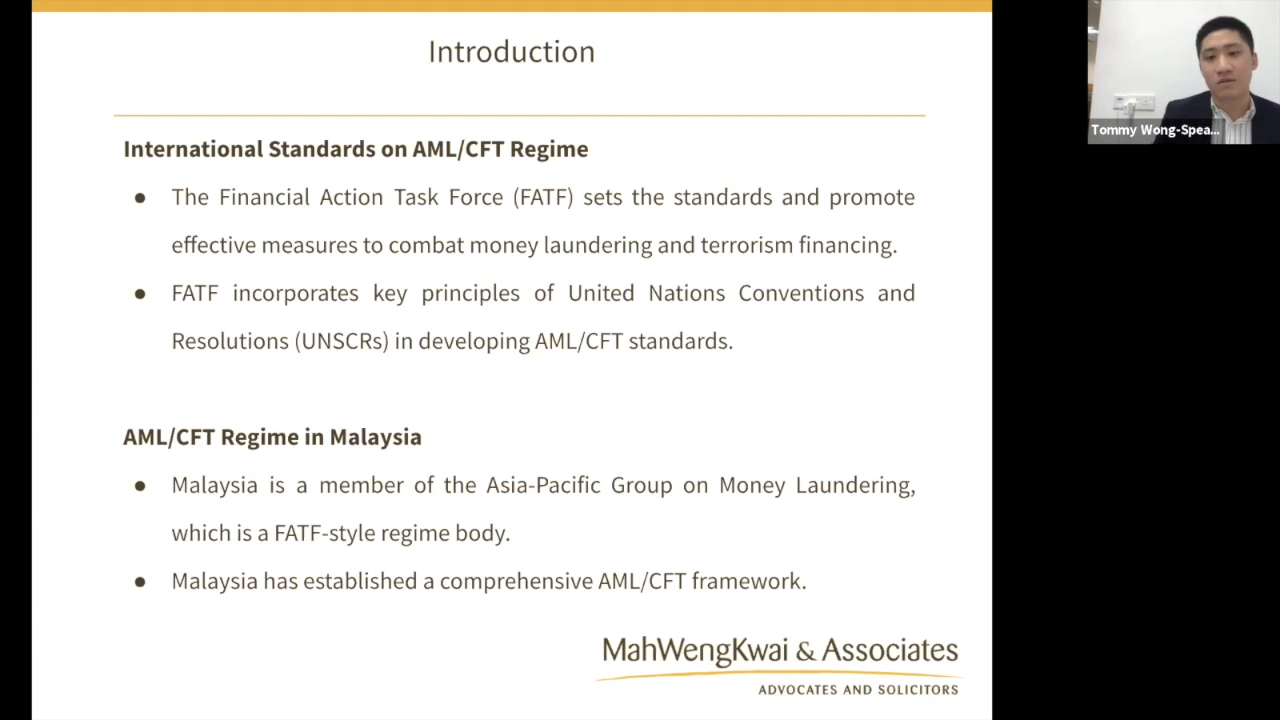 Introduction
International Standards on AML/CFT Regime
● The Financial Action Task Force (FATF) sets the standards and promote
effective measures to combat money laundering and terrorism financing.
● FATF incorporates key principles of United Nations Conventions and
Resolutions (UNSCRs) in developing AML/CFT standards.
AML/CFT Regime in Malaysia
● Malaysia is a member of the Asia-Pacific Group on Money Laundering,
which is a FATF-style regime body.
● Malaysia has established a comprehensive AML/CFT framework.
MahWengKwai & Associates
ADVOCATES AND SOLICITORS
Tommy Wong-Spea...